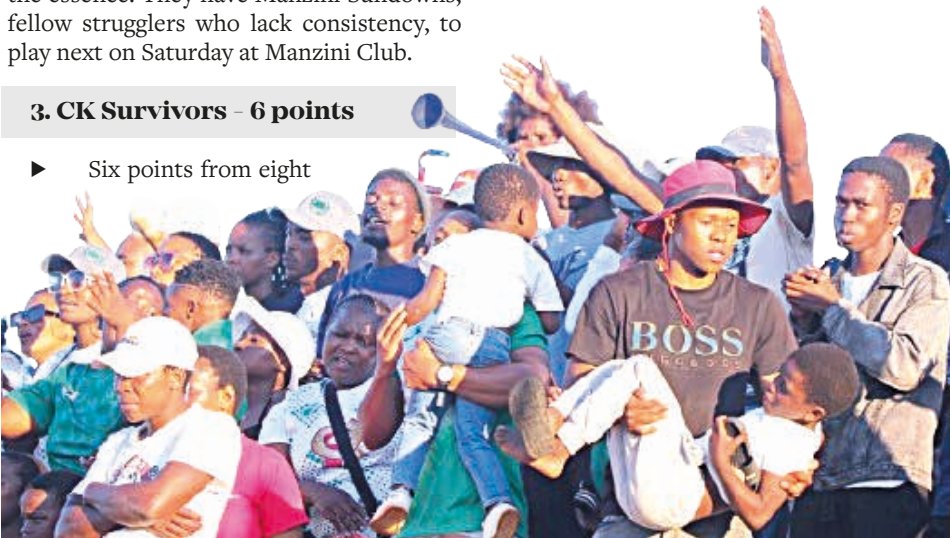 the essence. They have Manzini Sundowns,
fellow strugglers who lack consistency, to
play next on Saturday at Manzini Club.
3. CK Survivors - 6 points
▶ Six points from eight
BOSS